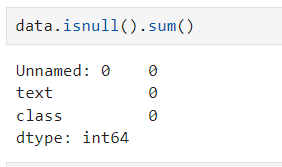 data.isnull().sum()
Unnamed: 0    0
text          0
class         0
dtype: int64